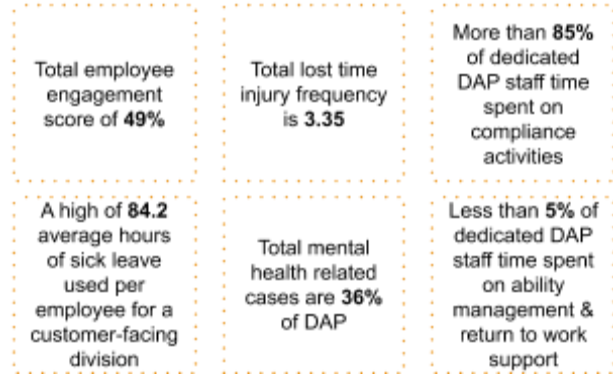 Total employee
engagement
score of 49%
Total lost time
injury frequency
is 3.35
More than 85%
of dedicated
DAP staff time
spent on
compliance
activities
A high of 84.2
average hours
of sick leave
used per
employee for a
customer-facing
division
Total mental
health related
cases are 36%
of DAP
Less than 5% of
dedicated DAP
staff time spent
on ability
management &
return to work
support